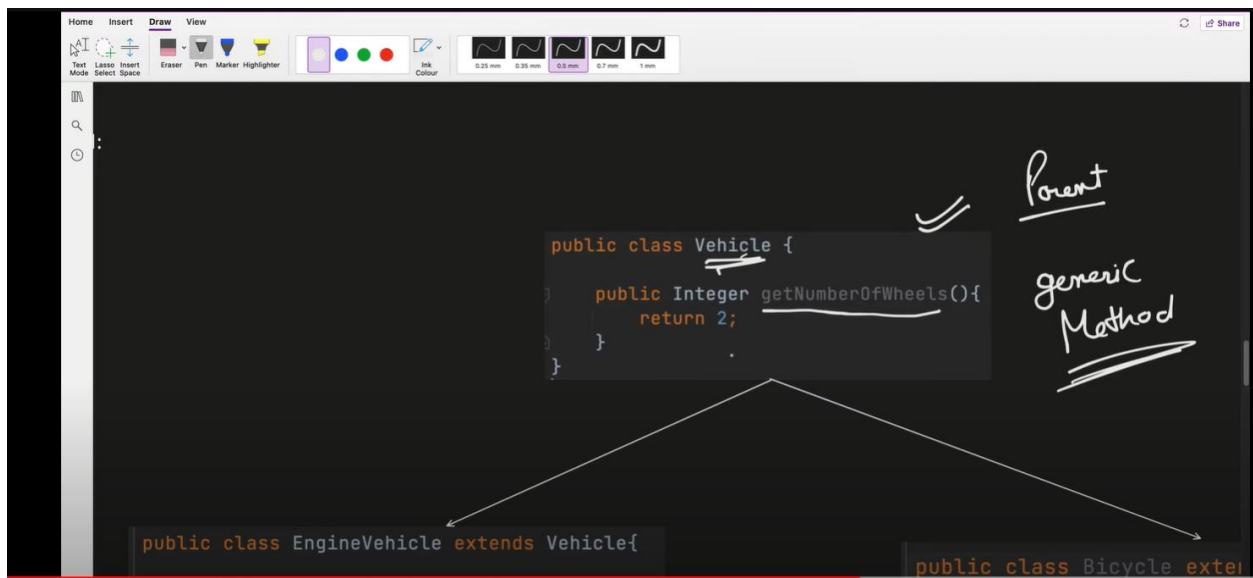 Home Insert Draw View
Share
Text Mode
Lasso Select
Insert Space
Eraser
Pen
Marker
Highlighter
Ink Colour
0.25 mm
0.35 mm
0.5 mm
0.7 mm
1 mm
:
Parent
public class Vehicle {
generic
Method
public Integer getNumberOfWheels(){
return 2;
}
}
public class EngineVehicle extends Vehicle{
public class Bicycle exte